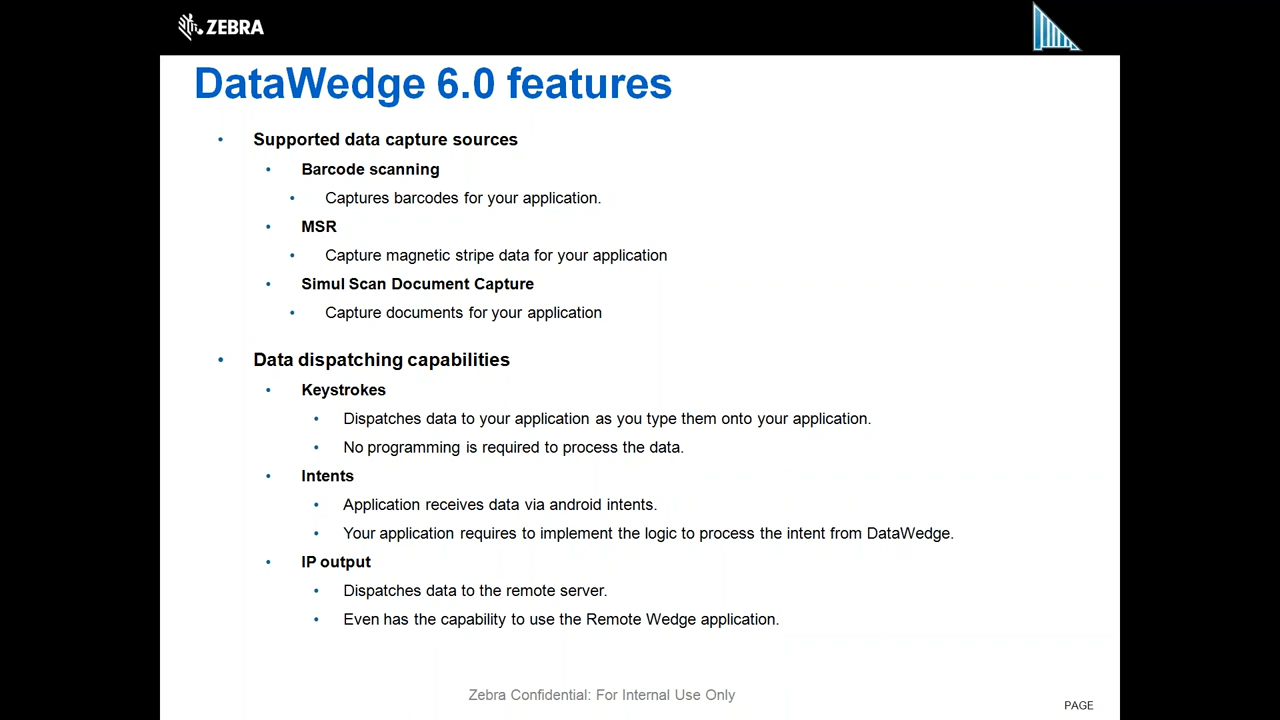 ZEBRA
DataWedge 6.0 features
• Supported data capture sources
• Barcode scanning
• Captures barcodes for your application.
• MSR
• Capture magnetic stripe data for your application
• Simul Scan Document Capture
• Capture documents for your application
• Data dispatching capabilities
• Keystrokes
• Dispatches data to your application as you type them onto your application.
• No programming is required to process the data.
• Intents
• Application receives data via android intents.
• Your application requires to implement the logic to process the intent from DataWedge.
• IP output
• Dispatches data to the remote server.
• Even has the capability to use the Remote Wedge application.
Zebra Confidential: For Internal Use Only
PAGE